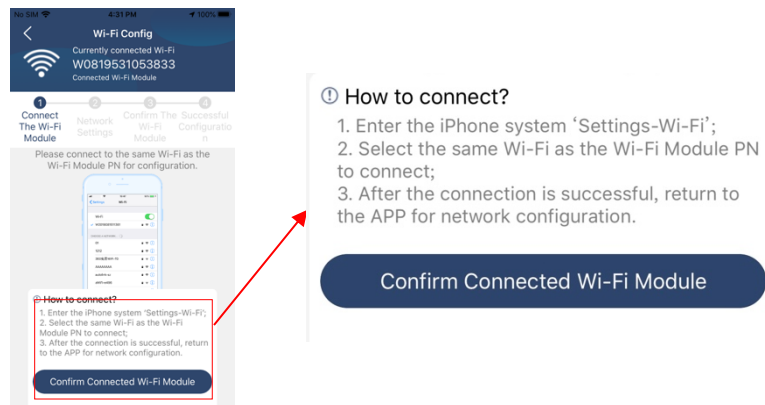 No SIM 4:31 PM 100%
Wi-Fi Config
Currently connected Wi-Fi
W0819531053833
Connected Wi-Fi Module
1 2 3 4
Connect The Wi-Fi Module
Network Settings
Confirm The Wi-Fi Module
Successful Configuratio n
Please connect to the same Wi-Fi as the
Wi-Fi Module PN for configuration.
Wi-Fi
How to connect?
1. Enter the iPhone system 'Settings-Wi-Fi';
2. Select the same Wi-Fi as the Wi-Fi
Module PN to connect;
3. After the connection is successful, return
to the APP for network configuration.
Confirm Connected Wi-Fi Module
How to connect?
1. Enter the iPhone system ‘Settings-Wi-Fi’;
2. Select the same Wi-Fi as the Wi-Fi Module PN
to connect;
3. After the connection is successful, return to
the APP for network configuration.
Confirm Connected Wi-Fi Module